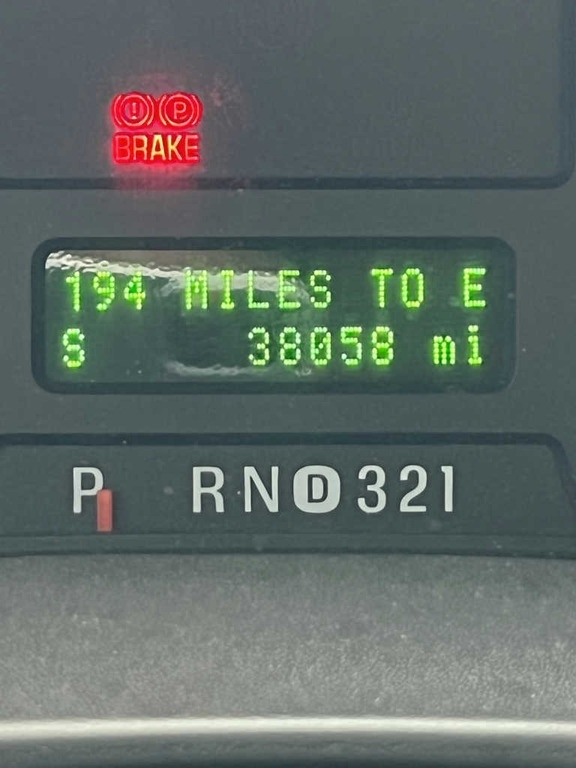 (!) (P)
BRAKE
194 MILES TO E
S 38058 mi
P RND321